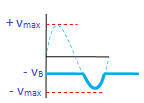 + vmax
- vB
- vmax